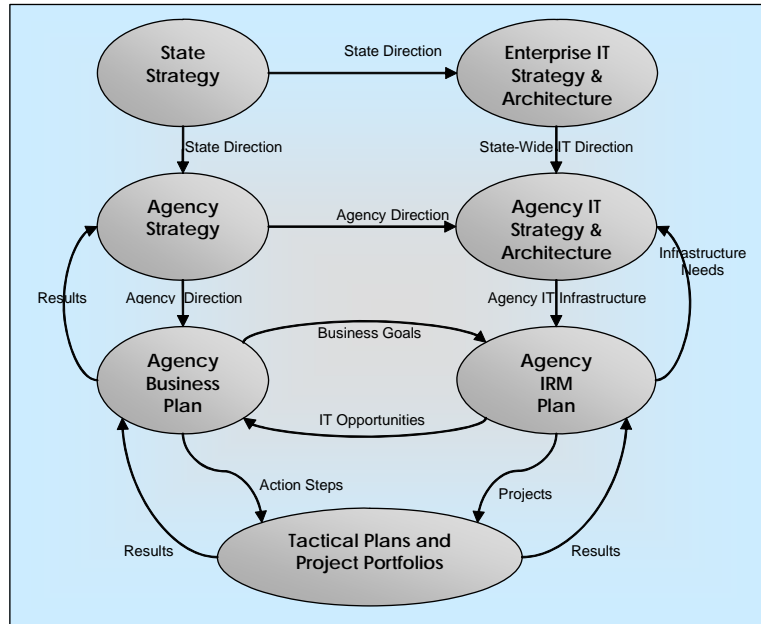 State
Strategy
State Direction
Enterprise IT
Strategy &
Architecture
State Direction
State-Wide IT Direction
Agency
Strategy
Agency Direction
Agency IT
Strategy &
Architecture
Infrastructure
Needs
Results
Agency Direction
Agency IT Infrastructure
Business Goals
Agency
Business
Plan
Agency
IRM
Plan
IT Opportunities
Action Steps
Projects
Results
Tactical Plans and
Project Portfolios
Results